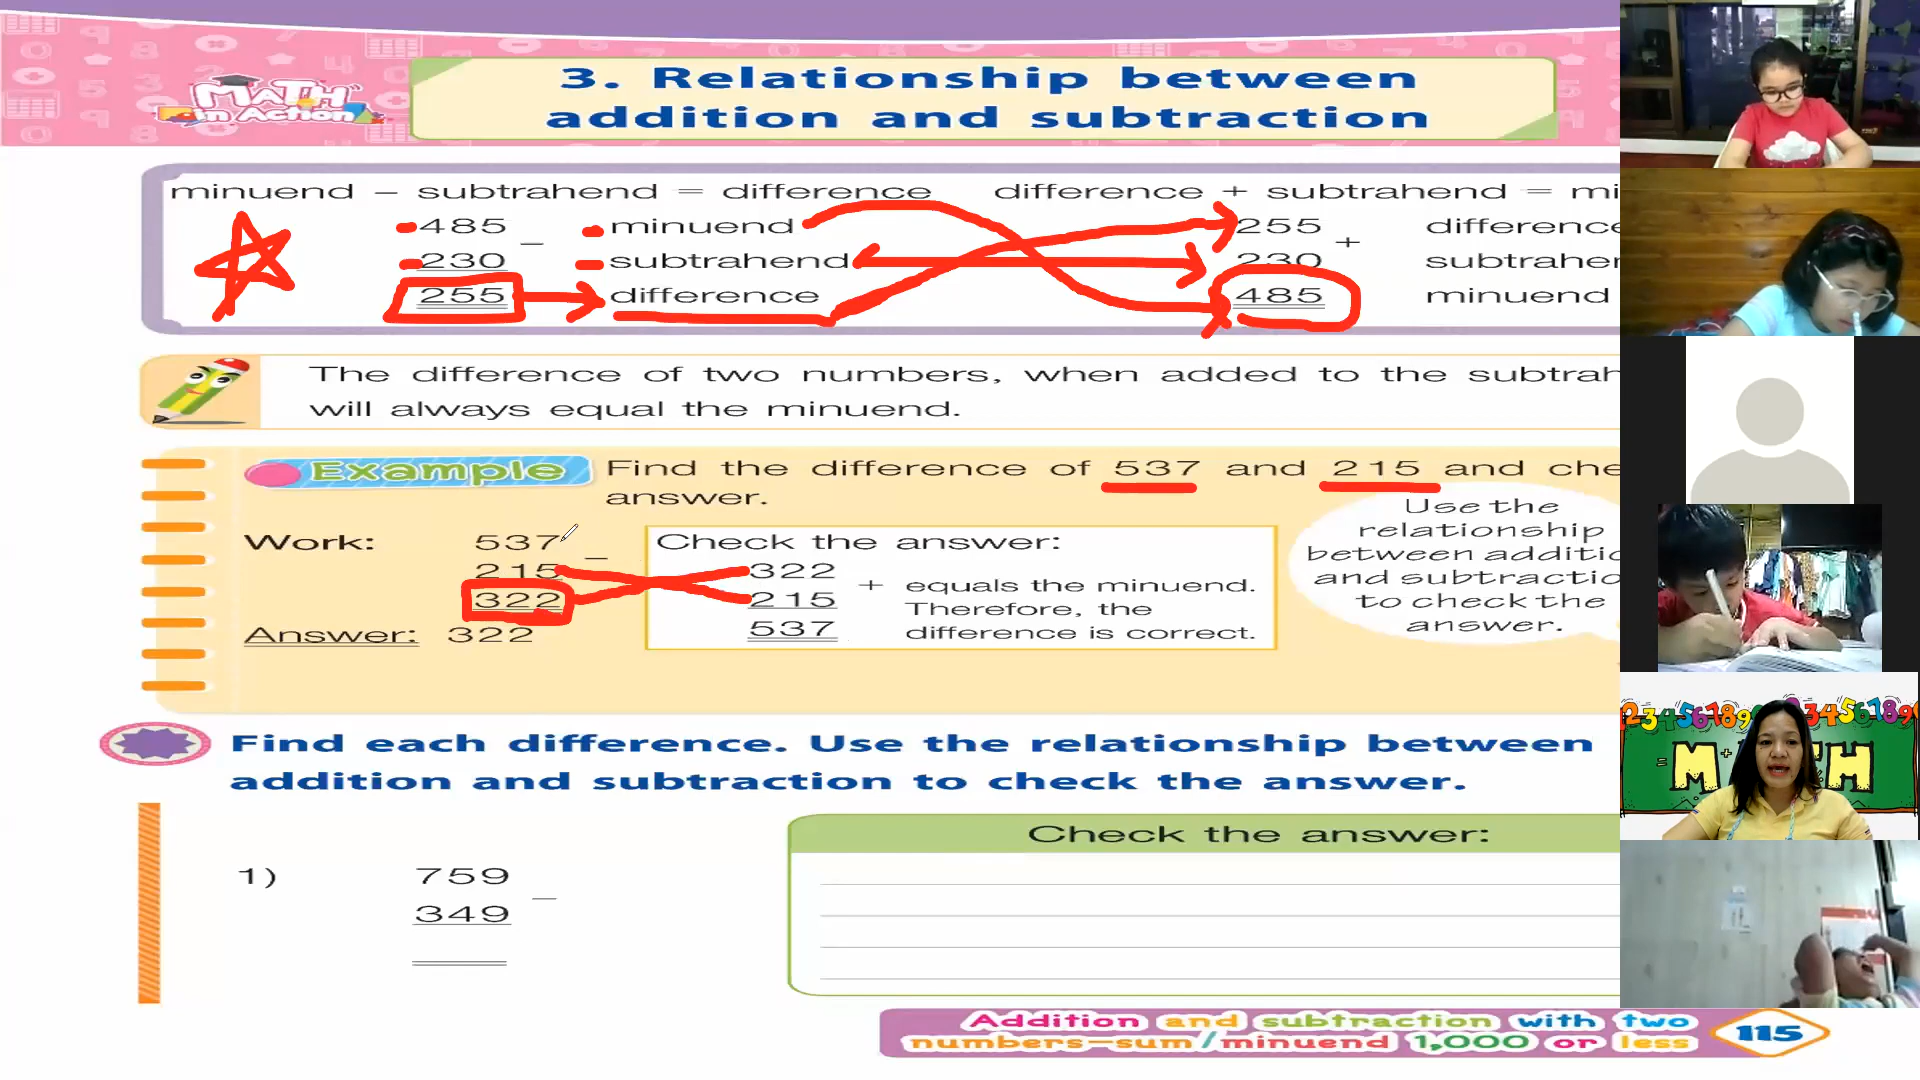 MATH
in Action
3. Relationship between
addition and subtraction
minuend − subtrahend = difference difference + subtrahend = mi
485 − minuend 255 + difference
230 subtrahend 230 subtraher
255 difference 485 minuend
The difference of two numbers, when added to the subtrah
will always equal the minuend.
Example Find the difference of 537 and 215 and che
answer.
Use the
relationship
between additio
and subtractio
to check the
answer.
Work: 537 −
215
322
Answer: 322
Check the answer:
322 +
215
537
equals the minuend.
Therefore, the
difference is correct.
Find each difference. Use the relationship between
addition and subtraction to check the answer.
1) 759 −
349
Check the answer:
Addition and subtraction with two
numbers-sum/minuend 1,000 or less
115